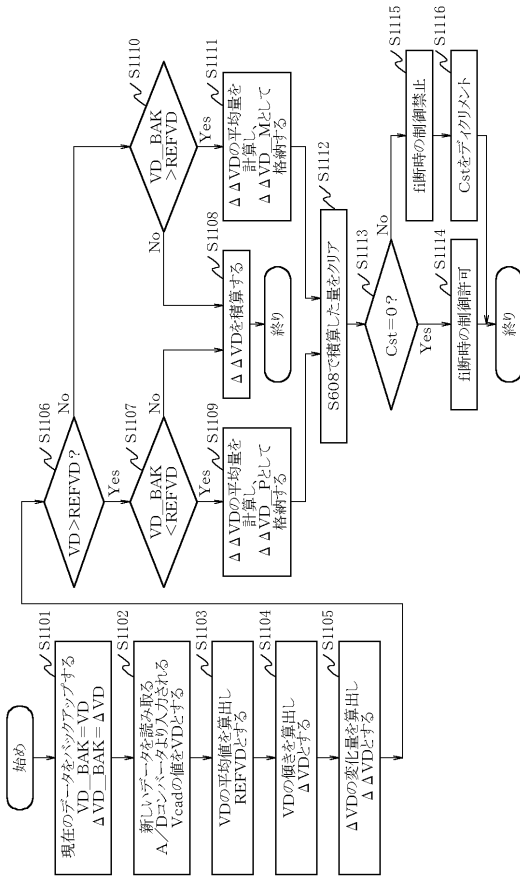 始め
S1101
現在のデータをバックアップする
VD__BAK=VD
ΔVD__BAK=ΔVD
S1102
新しいデータを読み取る
A/Dコンバータより入力される
Vcadの値をVDとする
S1103
VDの平均値を算出し
REFVDとする
S1104
VDの傾きを算出し
ΔVDとする
S1105
ΔVDの変化量を算出し
ΔΔVDとする
S1106
VD>REFVD?
No
Yes
S1107
VD__BAK
<REFVD
No
Yes
S1109
ΔΔVDの平均量を
計算し、
ΔΔVD__Pとして
格納する
S1108
ΔΔVDを積算する
終り
S1110
VD__BAK
>REFVD
No
Yes
S1111
ΔΔVDの平均量を
計算し、
ΔΔVD__Mとして
格納する
S1112
S608で積算した量をクリア
S1113
Cst=0?
No
Yes
S1114
fi断時の制御許可
S1115
fi断時の制御禁止
S1116
Cstをディクリメント
終り